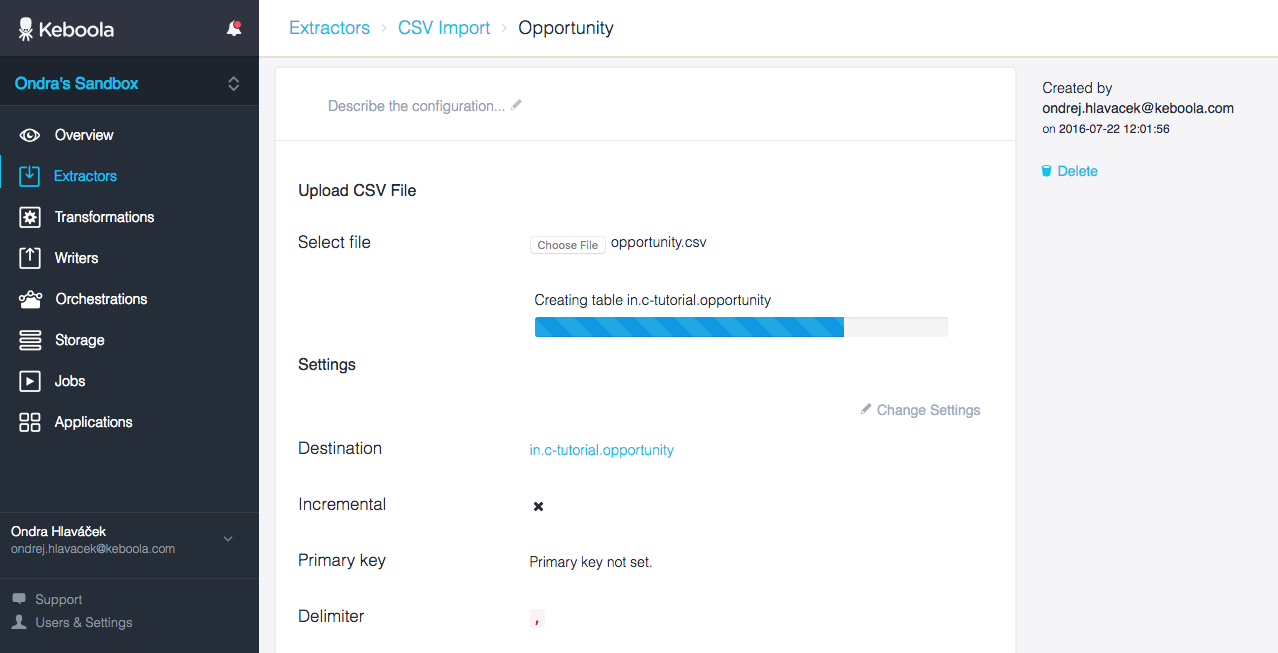 Keboola
Ondra's Sandbox
Overview
Extractors
Transformations
Writers
Orchestrations
Storage
Jobs
Applications
Ondra Hlaváček
ondrej.hlavacek@keboola.com
Support
Users & Settings
Extractors › CSV Import › Opportunity
Describe the configuration...
Upload CSV File
Select file
Choose File opportunity.csv
Creating table in.c-tutorial.opportunity
Settings
Change Settings
Destination in.c-tutorial.opportunity
Incremental
Primary key Primary key not set.
Delimiter ,
Created by
ondrej.hlavacek@keboola.com
on 2016-07-22 12:01:56
Delete